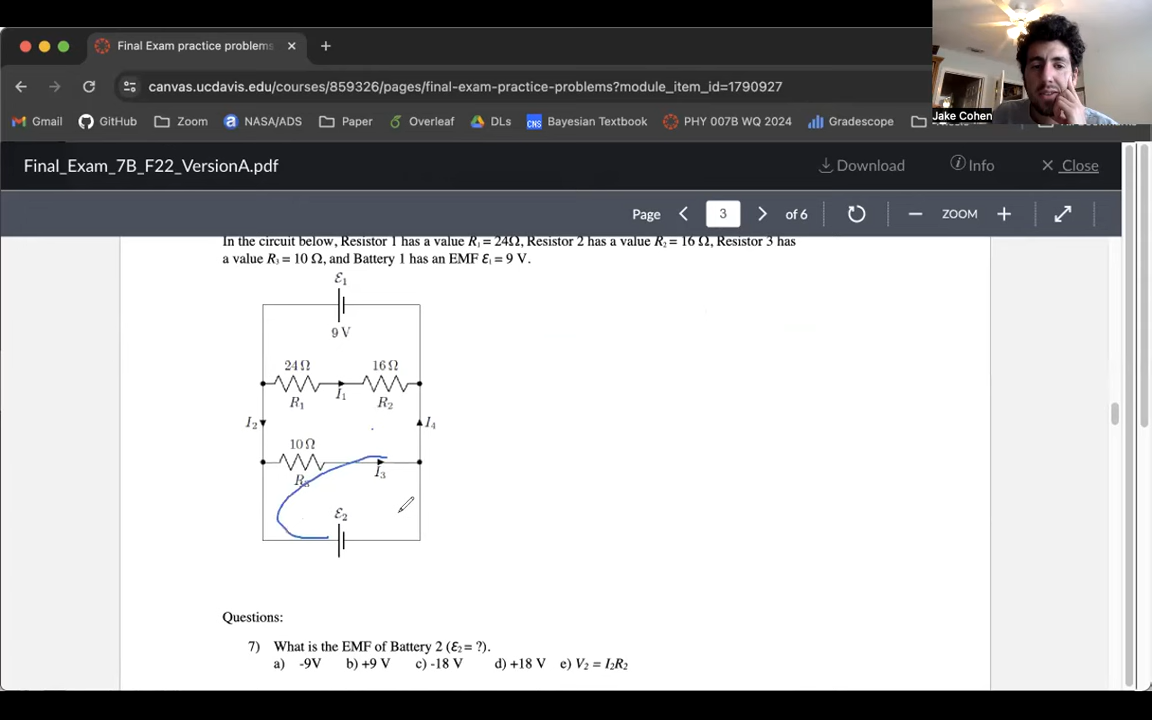 Final Exam practice problems
canvas.ucdavis.edu/courses/859326/pages/final-exam-practice-problems?module_item_id=1790927
Gmail GitHub Zoom NASA/ADS Paper Overleaf DLs Bayesian Textbook PHY 007B WQ 2024 Gradescope
Jake Cohen
Final_Exam_7B_F22_VersionA.pdf Download Info × Close
Page 3 of 6 ZOOM
In the circuit below, Resistor 1 has a value R₁ = 24Ω, Resistor 2 has a value R₂ = 16 Ω, Resistor 3 has
a value R₃ = 10 Ω, and Battery 1 has an EMF ℰ₁ = 9 V.
ℰ₁
9 V
24Ω 16Ω
I₁
R₁ R₂
I₂ I₄
10Ω
I₃
R₃
ℰ₂
Questions:
7) What is the EMF of Battery 2 (ℰ₂ = ?).
a) -9V b) +9 V c) -18 V d) +18 V e) V₂ = I₂R₂